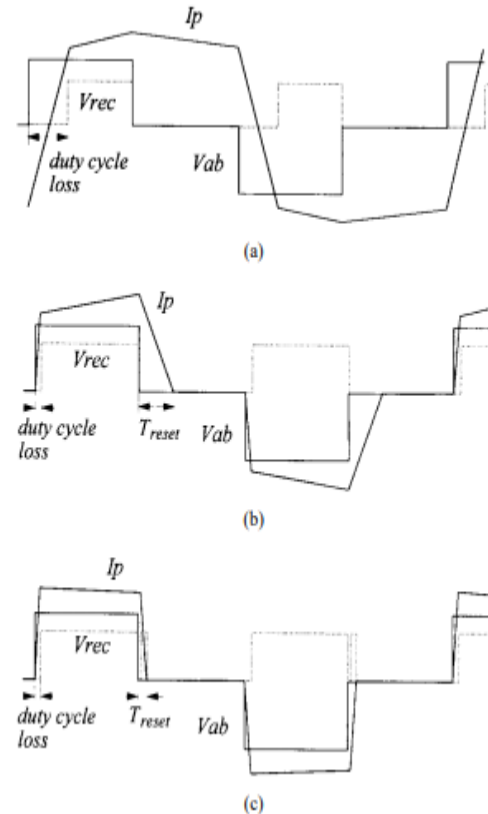 Ip
Vrec
duty cycle
loss
Vab
(a)
Ip
Vrec
duty cycle
loss
Treset
Vab
(b)
Ip
Vrec
duty cycle
loss
Treset
Vab
(c)